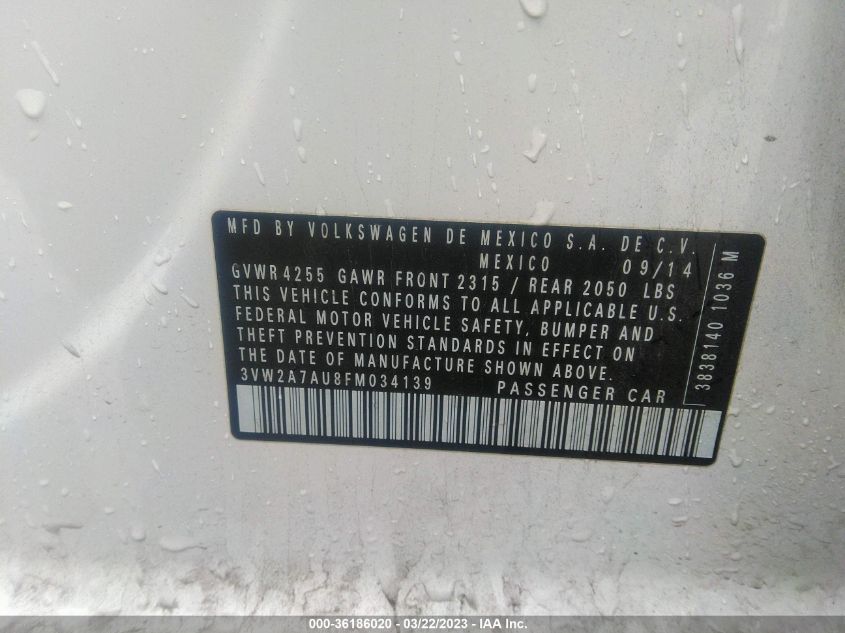 MFD BY VOLKSWAGEN DE MEXICO S.A. DE C.V
MEXICO 09/14
GVWR 4255 GAWR FRONT 2315 / REAR 2050 LBS
THIS VEHICLE CONFORMS TO ALL APPLICABLE U.S.
FEDERAL MOTOR VEHICLE SAFETY, BUMPER AND
THEFT PREVENTION STANDARDS IN EFFECT ON
THE DATE OF MANUFACTURE SHOWN ABOVE.
3VW2A7AU8FM034139 PASSENGER CAR
3838140 1036 M
000-36186020 - 03/22/2023 - IAA Inc.